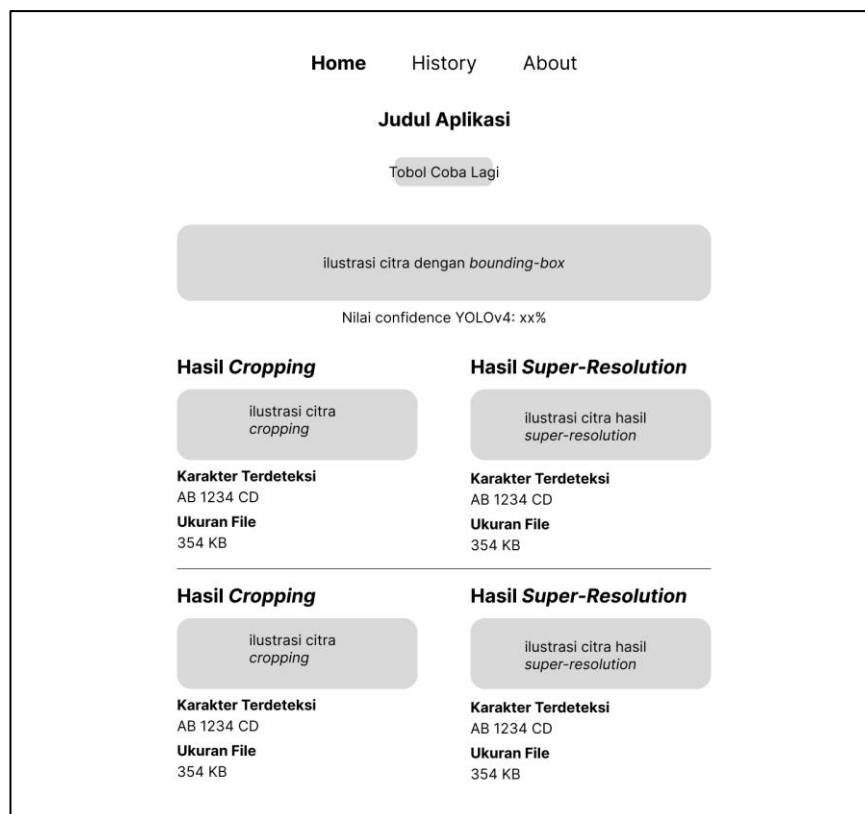 Home History About
Judul Aplikasi
Tobol Coba Lagi
ilustrasi citra dengan bounding-box
Nilai confidence YOLOv4: xx%
Hasil Cropping
ilustrasi citra
cropping
Karakter Terdeteksi
AB 1234 CD
Ukuran File
354 KB
Hasil Super-Resolution
ilustrasi citra hasil
super-resolution
Karakter Terdeteksi
AB 1234 CD
Ukuran File
354 KB
Hasil Cropping
ilustrasi citra
cropping
Karakter Terdeteksi
AB 1234 CD
Ukuran File
354 KB
Hasil Super-Resolution
ilustrasi citra hasil
super-resolution
Karakter Terdeteksi
AB 1234 CD
Ukuran File
354 KB